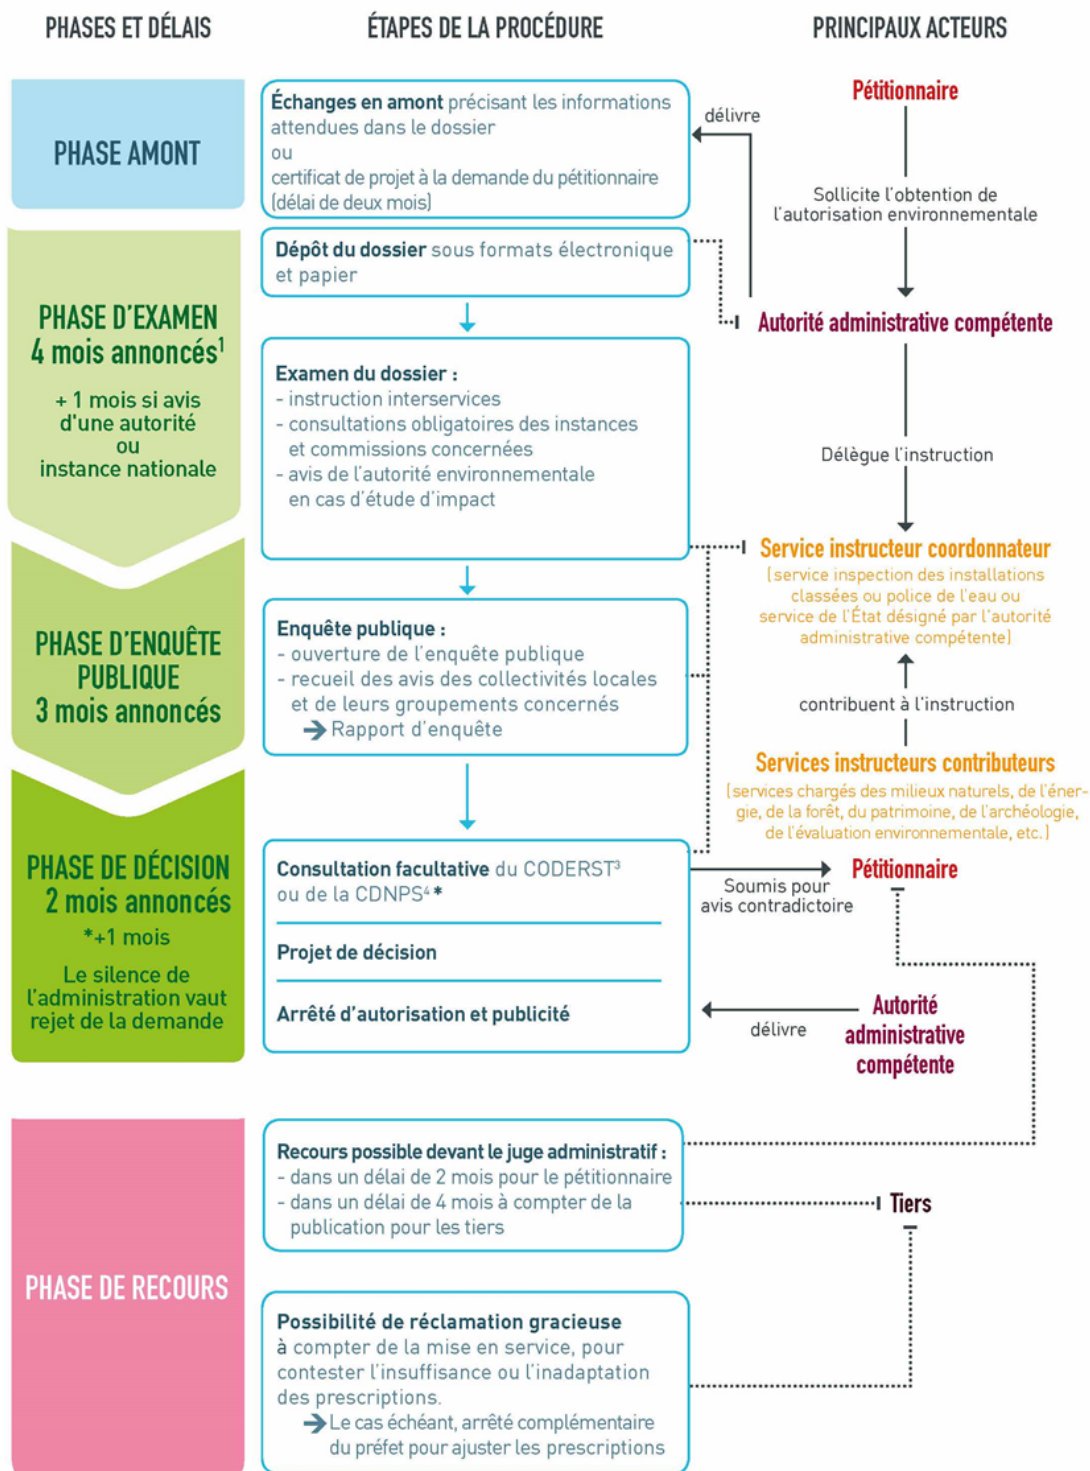 PHASES ET DÉLAIS
ÉTAPES DE LA PROCÉDURE
PRINCIPAUX ACTEURS
PHASE AMONT
Échanges en amont précisant les informations
attendues dans le dossier
ou
certificat de projet à la demande du pétitionnaire
(délai de deux mois)
délivre
Pétitionnaire
Sollicite l'obtention de
l'autorisation environnementale
Dépôt du dossier sous formats électronique
et papier
Autorité administrative compétente
PHASE D'EXAMEN
4 mois annoncés¹
+ 1 mois si avis
d'une autorité
ou
instance nationale
Examen du dossier :
- instruction interservices
- consultations obligatoires des instances
et commissions concernées
- avis de l'autorité environnementale
en cas d'étude d'impact
Délègue l'instruction
Service instructeur coordonnateur
(service inspection des installations
classées ou police de l'eau ou
service de l'État désigné par l'autorité
administrative compétente)
PHASE D'ENQUÊTE
PUBLIQUE
3 mois annoncés
Enquête publique :
- ouverture de l'enquête publique
- recueil des avis des collectivités locales
et de leurs groupements concernés
➔ Rapport d'enquête
contribuent à l'instruction
Services instructeurs contributeurs
(services chargés des milieux naturels, de l'éner-
gie, de la forêt, du patrimoine, de l'archéologie,
de l'évaluation environnementale, etc.)
PHASE DE DÉCISION
2 mois annoncés
*+1 mois
Le silence de
l'administration vaut
rejet de la demande
Consultation facultative du CODERST³
ou de la CDNPS⁴ *
Projet de décision
Arrêté d'autorisation et publicité
Soumis pour
avis contradictoire
Pétitionnaire
délivre
Autorité
administrative
compétente
PHASE DE RECOURS
Recours possible devant le juge administratif :
- dans un délai de 2 mois pour le pétitionnaire
- dans un délai de 4 mois à compter de la
publication pour les tiers
Tiers
Possibilité de réclamation gracieuse
à compter de la mise en service, pour
contester l'insuffisance ou l'inadaptation
des prescriptions.
➔ Le cas échéant, arrêté complémentaire
du préfet pour ajuster les prescriptions